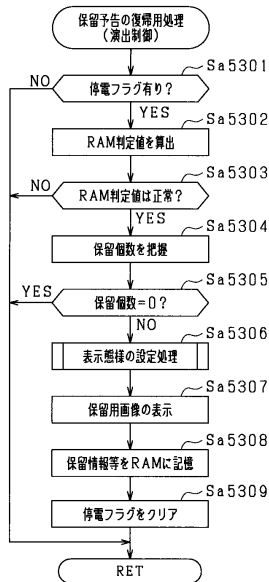 保留予告の復帰用処理
(演出制御)
Sa5301
停電フラグ有り?
NO
YES
Sa5302
RAM判定値を算出
Sa5303
RAM判定値は正常?
NO
YES
Sa5304
保留個数を把握
Sa5305
保留個数=0?
YES
NO
Sa5306
表示態様の設定処理
Sa5307
保留用画像の表示
Sa5308
保留情報等をRAMに記憶
Sa5309
停電フラグをクリア
RET